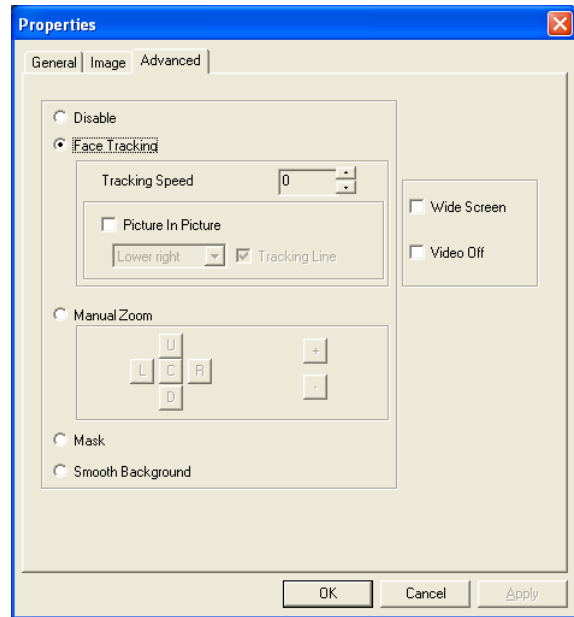 Properties
General Image Advanced
Disable
Face Tracking
Tracking Speed 0
Wide Screen
Picture In Picture
Lower right Tracking Line
Video Off
Manual Zoom
U
L C R
D
+
-
Mask
Smooth Background
OK Cancel Apply